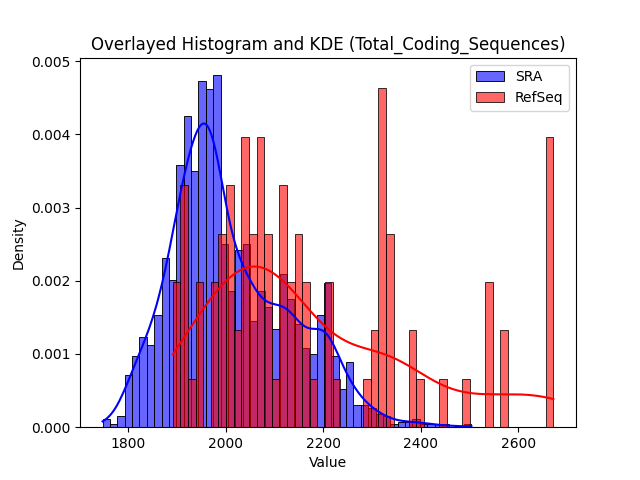 Overlayed Histogram and KDE (Total_Coding_Sequences)
SRA
RefSeq
0.005
0.004
0.003
0.002
0.001
0.000
Density
1800 2000 2200 2400 2600
Value